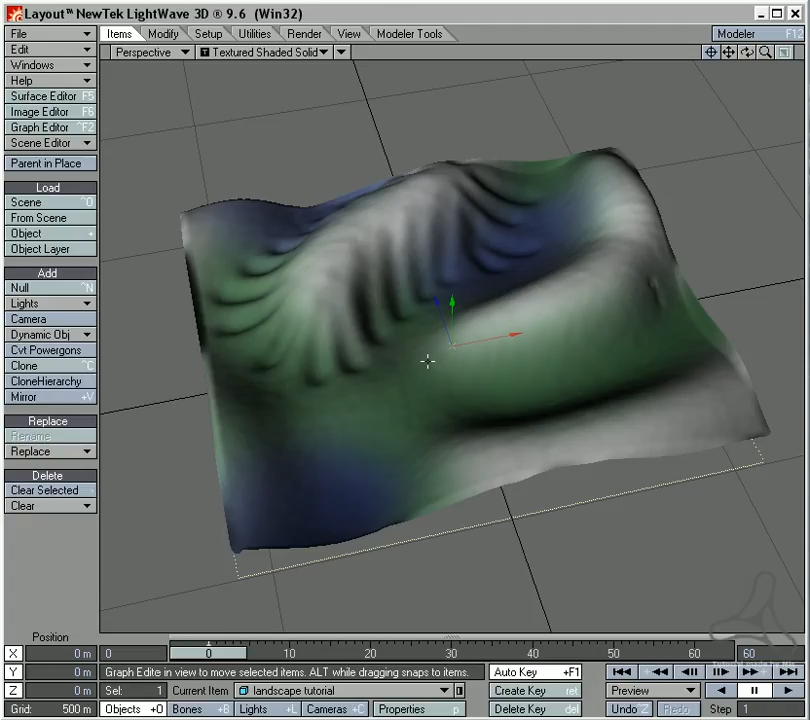 Layout™ NewTek LightWave 3D ® 9.6 (Win32)
File
Items
Modify
Setup
Utilities
Render
View
Modeler Tools
Modeler F12
Edit
Perspective
Textured Shaded Solid
Windows
Help
Surface Editor F5
Image Editor F6
Graph Editor ^F2
Scene Editor
Parent in Place
Load
Scene ^O
From Scene
Object +
Object Layer
Add
Null ^N
Lights
Camera
Dynamic Obj
Cvt Powergons
Clone ^C
CloneHierarchy
Mirror +V
Replace
Rename
Replace
Delete
Clear Selected -
Clear
Position
X 0 m
0 0 10 20 30 40 50 60 60
Y 0 m
Graph Edite in view to move selected items. ALT while dragging snaps to items.
Auto Key +F1
Z 0 m
Sel: 1
Current Item
landscape tutorial
Create Key ret
Preview
Grid: 500 m
Objects +O
Bones +B
Lights +L
Cameras +C
Properties p
Delete Key del
Undo ^Z
Redo
Step 1